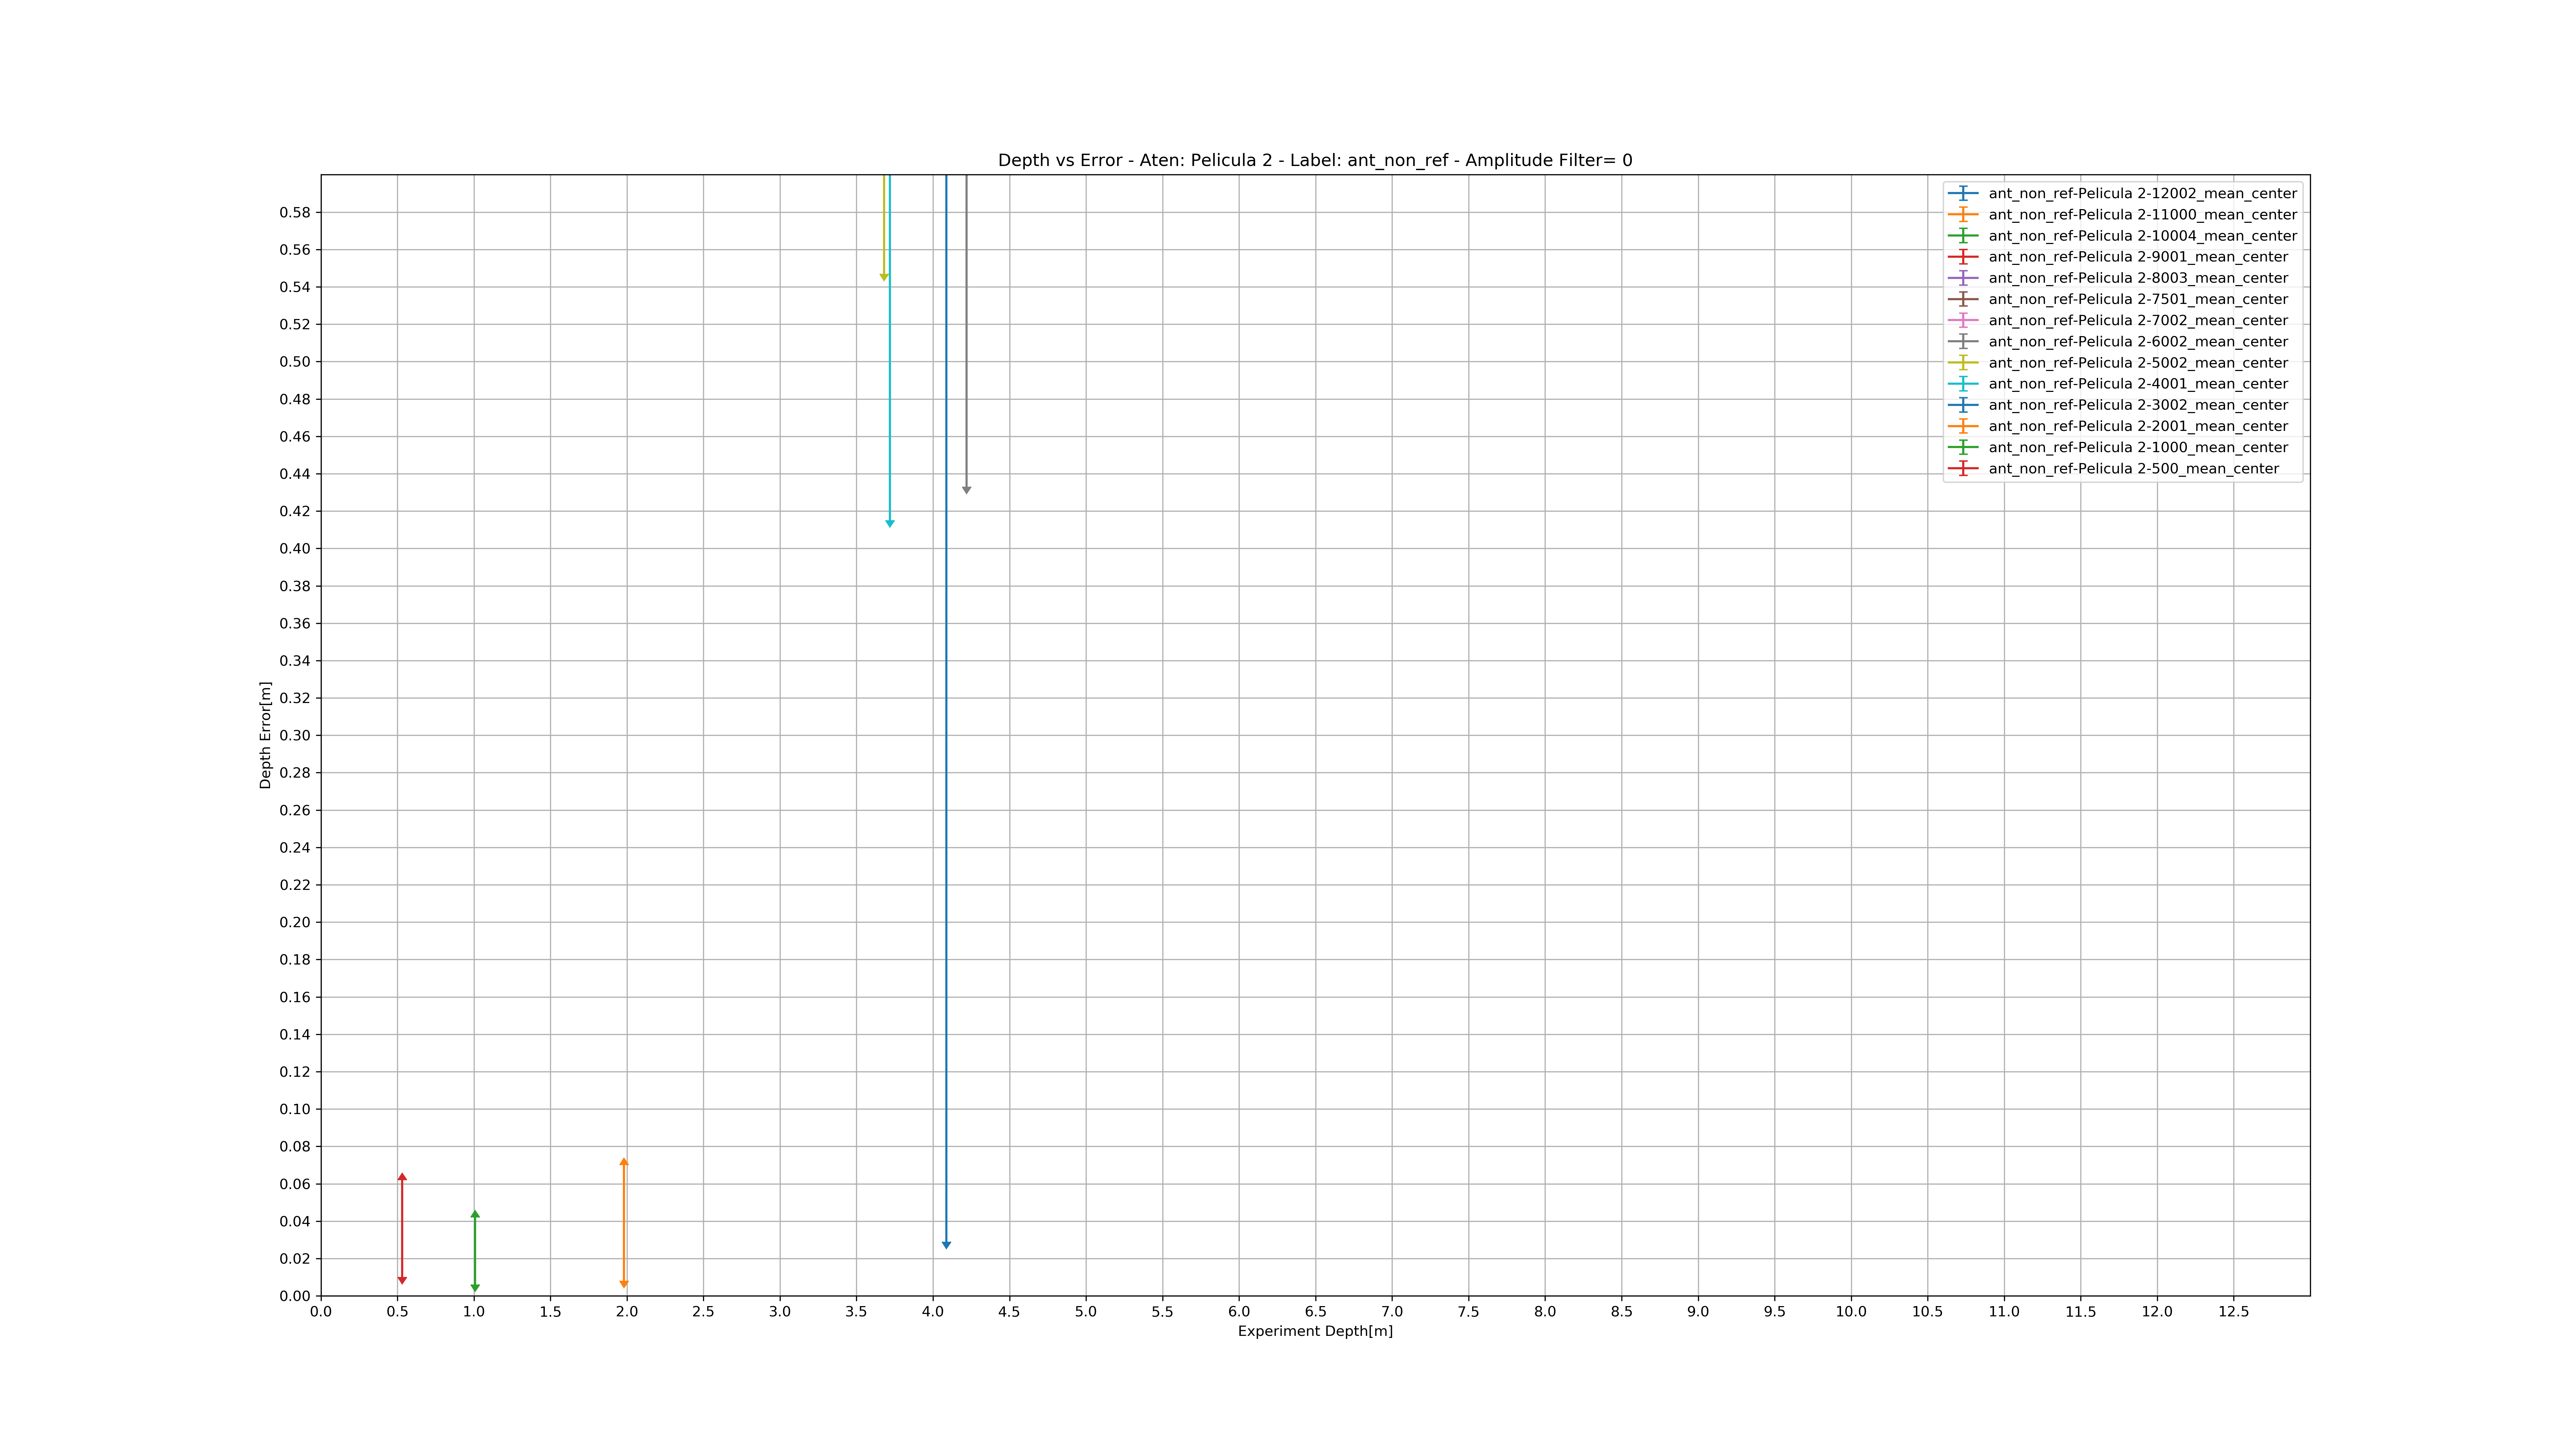 Depth vs Error - Aten: Pelicula 2 - Label: ant_non_ref - Amplitude Filter= 0
ant_non_ref-Pelicula 2-12002_mean_center
ant_non_ref-Pelicula 2-11000_mean_center
ant_non_ref-Pelicula 2-10004_mean_center
ant_non_ref-Pelicula 2-9001_mean_center
ant_non_ref-Pelicula 2-8003_mean_center
ant_non_ref-Pelicula 2-7501_mean_center
ant_non_ref-Pelicula 2-7002_mean_center
ant_non_ref-Pelicula 2-6002_mean_center
ant_non_ref-Pelicula 2-5002_mean_center
ant_non_ref-Pelicula 2-4001_mean_center
ant_non_ref-Pelicula 2-3002_mean_center
ant_non_ref-Pelicula 2-2001_mean_center
ant_non_ref-Pelicula 2-1000_mean_center
ant_non_ref-Pelicula 2-500_mean_center
Depth Error[m]
0.58
0.56
0.54
0.52
0.50
0.48
0.46
0.44
0.42
0.40
0.38
0.36
0.34
0.32
0.30
0.28
0.26
0.24
0.22
0.20
0.18
0.16
0.14
0.12
0.10
0.08
0.06
0.04
0.02
0.00
0.0 0.5 1.0 1.5 2.0 2.5 3.0 3.5 4.0 4.5 5.0 5.5 6.0 6.5 7.0 7.5 8.0 8.5 9.0 9.5 10.0 10.5 11.0 11.5 12.0 12.5
Experiment Depth[m]